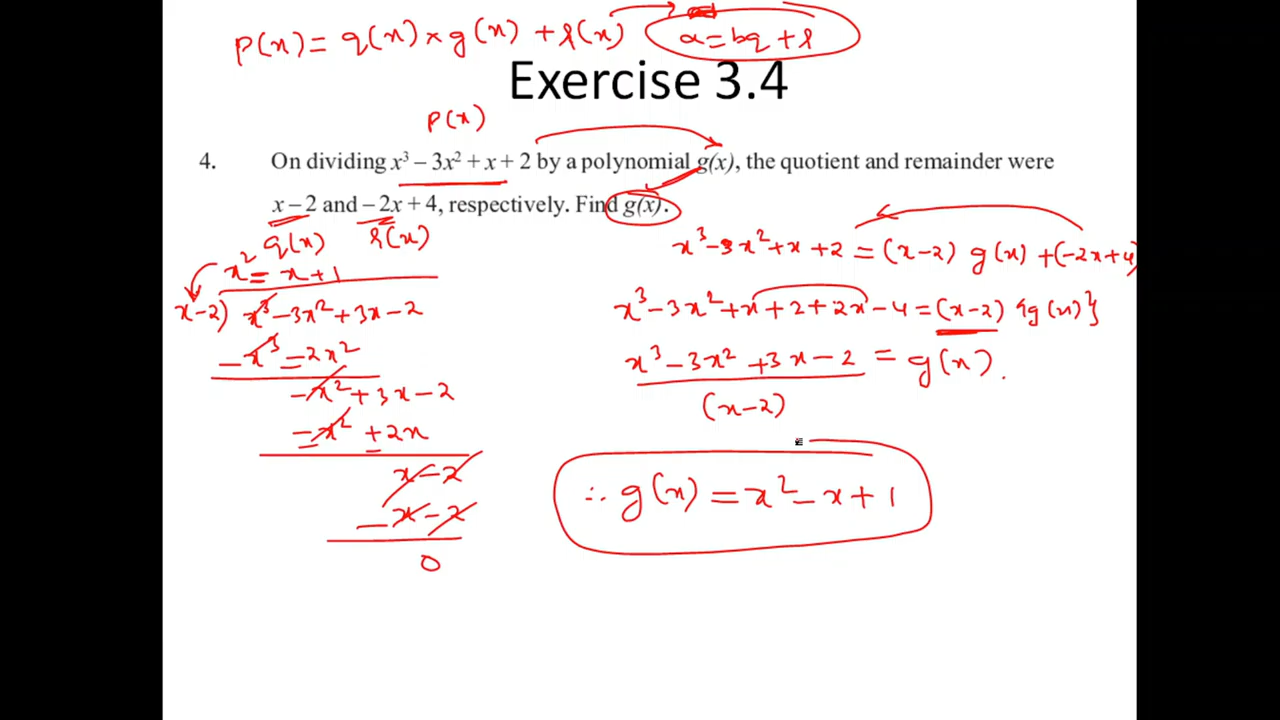 p(x) = q(x) × g(x) + r(x) a = bq + r
Exercise 3.4
p(x)
4. On dividing x³ – 3x² + x + 2 by a polynomial g(x), the quotient and remainder were
x – 2 and – 2x + 4, respectively. Find g(x).
q(x) r(x)
x³ - 3x² + x + 2 = (x-2) g(x) + (-2x+4)
x² - x + 1
x-2) x³ - 3x² + 3x - 2
x³ - 3x² + x + 2 + 2x - 4 = (x-2) {g(x)}
- x³ - 2x²
x³ - 3x² + 3x - 2 = g(x).
(x-2)
- x² + 3x - 2
- x² + 2x
x - 2
- x - 2
∴ g(x) = x² - x + 1
0